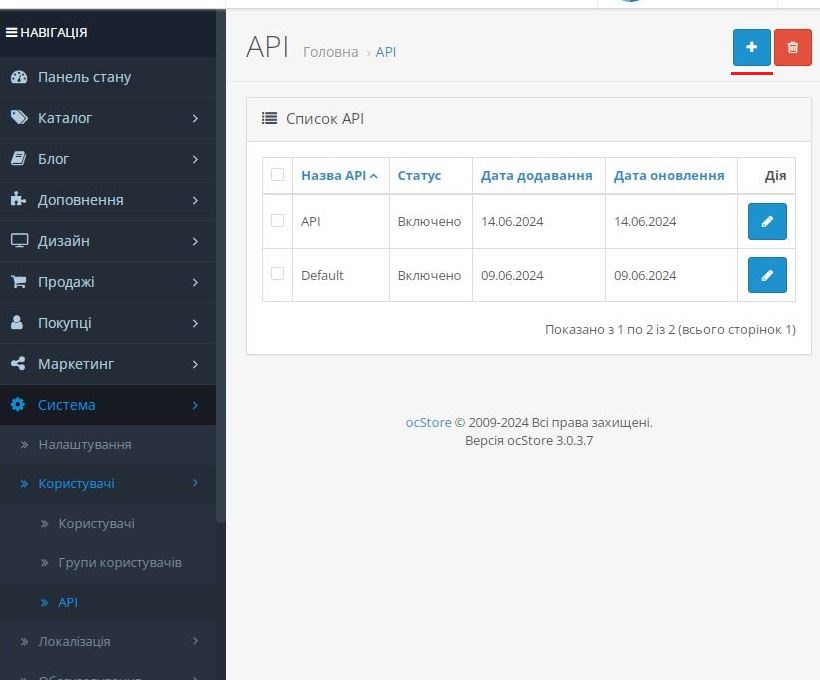 НАВІГАЦІЯ
Панель стану
Каталог
Блог
Доповнення
Дизайн
Продажі
Покупці
Маркетинг
Система
Налаштування
Користувачі
Користувачі
Групи користувачів
API
Локалізація
API Головна › API
Список API
Назва API Статус Дата додавання Дата оновлення Дія
API Включено 14.06.2024 14.06.2024
Default Включено 09.06.2024 09.06.2024
Показано з 1 по 2 із 2 (всього сторінок 1)
ocStore © 2009-2024 Всі права захищені.
Версія ocStore 3.0.3.7